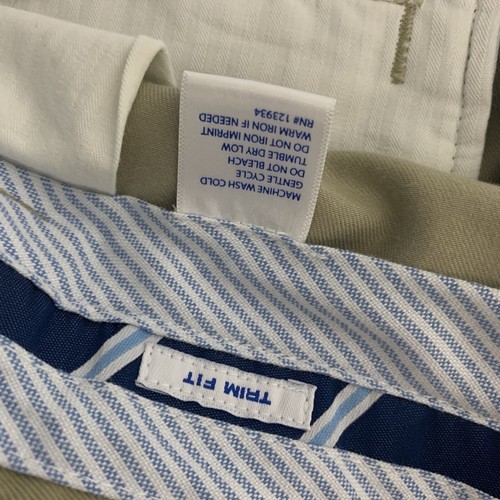 MACHINE WASH COLD
GENTLE CYCLE
DO NOT BLEACH
TUMBLE DRY LOW
DO NOT IRON IMPRINT
WARM IRON IF NEEDED
RN# 123934
TRIM FIT